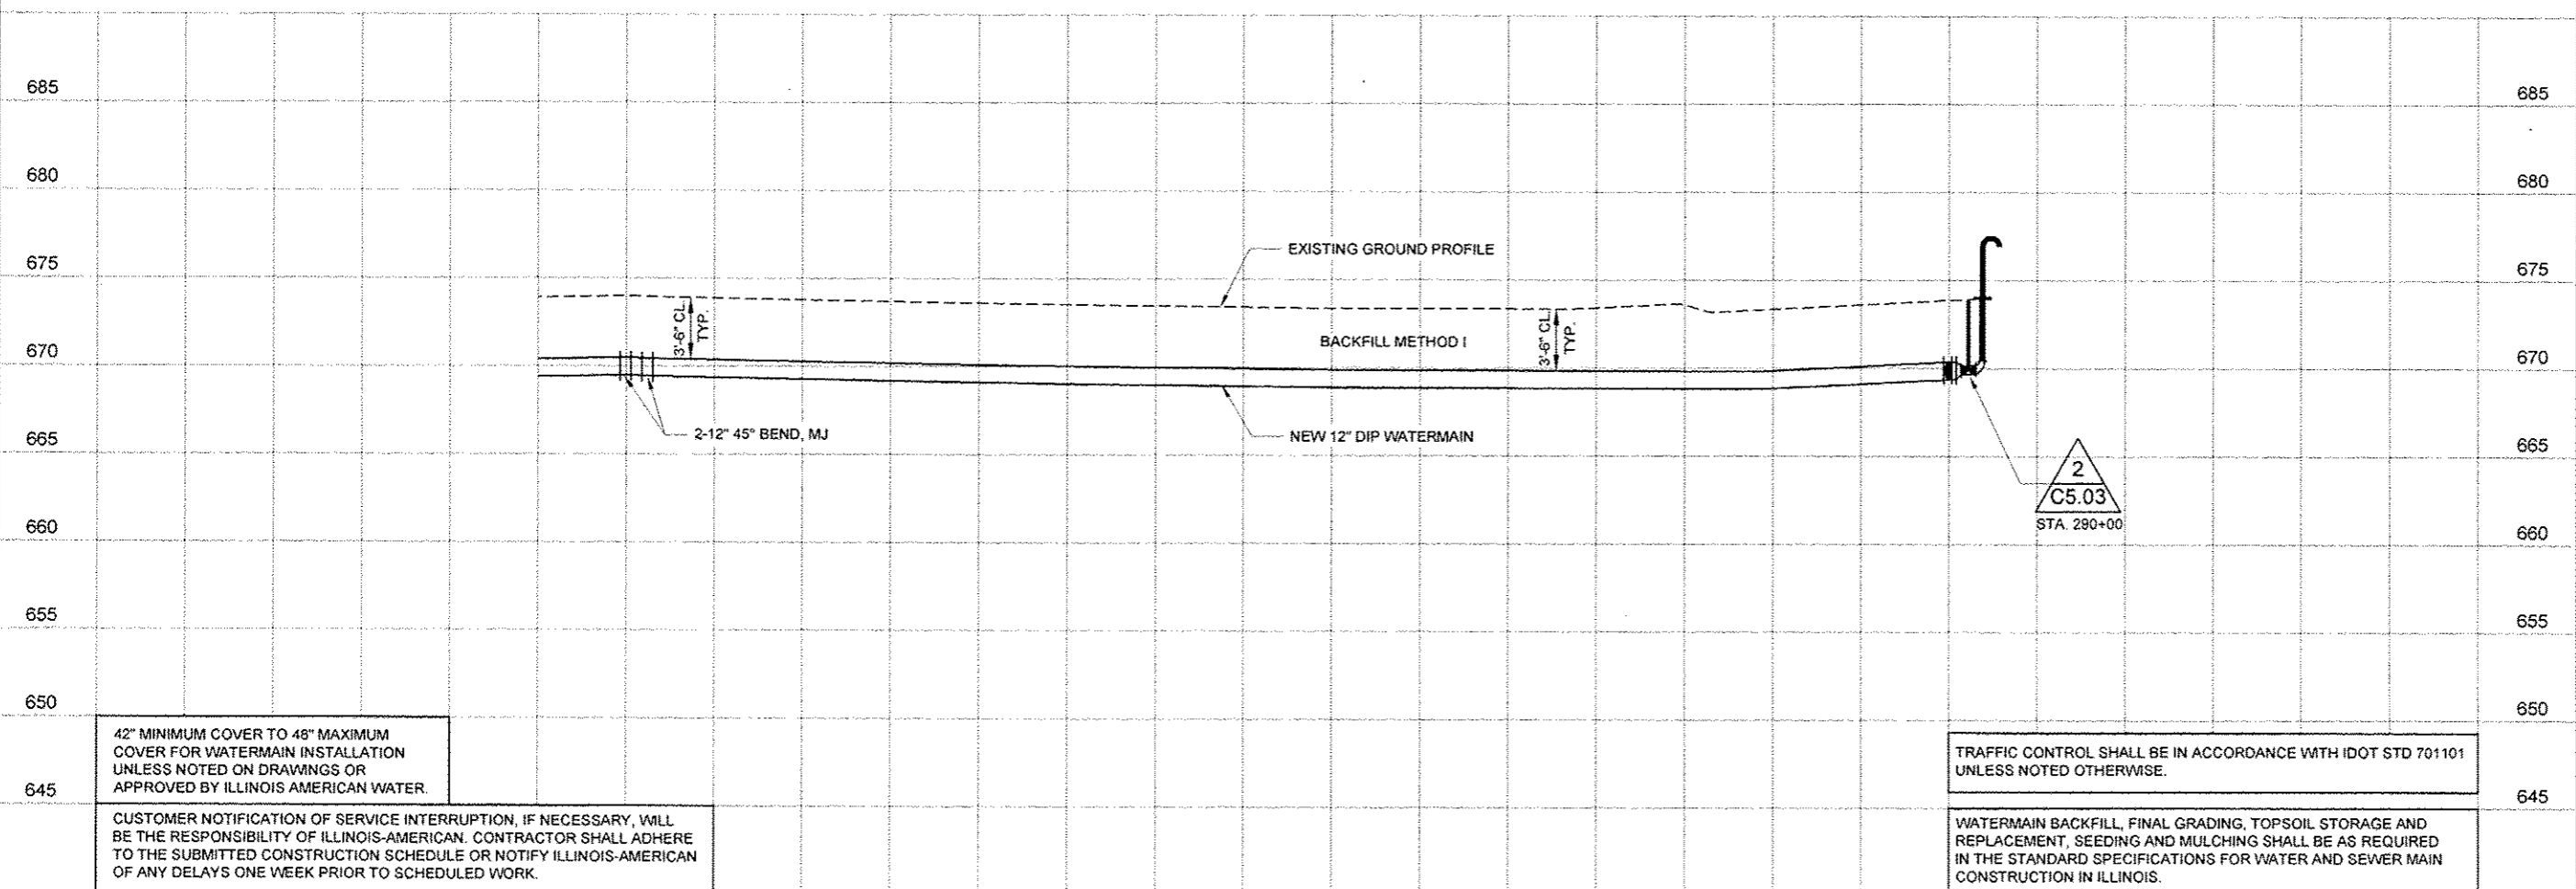 685
685
680
680
EXISTING GROUND PROFILE
675
675
3'-6" CL.
TYP.
BACKFILL METHOD I
3'-6" CL.
TYP.
670
670
2-12" 45° BEND, MJ
NEW 12" DIP WATERMAIN
665
665
2
C5.03
STA. 290+00
660
660
655
655
650
650
42" MINIMUM COVER TO 48" MAXIMUM
COVER FOR WATERMAIN INSTALLATION
UNLESS NOTED ON DRAWINGS OR
APPROVED BY ILLINOIS AMERICAN WATER.
TRAFFIC CONTROL SHALL BE IN ACCORDANCE WITH IDOT STD 701101
UNLESS NOTED OTHERWISE.
645
645
CUSTOMER NOTIFICATION OF SERVICE INTERRUPTION, IF NECESSARY, WILL
BE THE RESPONSIBILITY OF ILLINOIS-AMERICAN. CONTRACTOR SHALL ADHERE
TO THE SUBMITTED CONSTRUCTION SCHEDULE OR NOTIFY ILLINOIS-AMERICAN
OF ANY DELAYS ONE WEEK PRIOR TO SCHEDULED WORK.
WATERMAIN BACKFILL, FINAL GRADING, TOPSOIL STORAGE AND
REPLACEMENT, SEEDING AND MULCHING SHALL BE AS REQUIRED
IN THE STANDARD SPECIFICATIONS FOR WATER AND SEWER MAIN
CONSTRUCTION IN ILLINOIS.